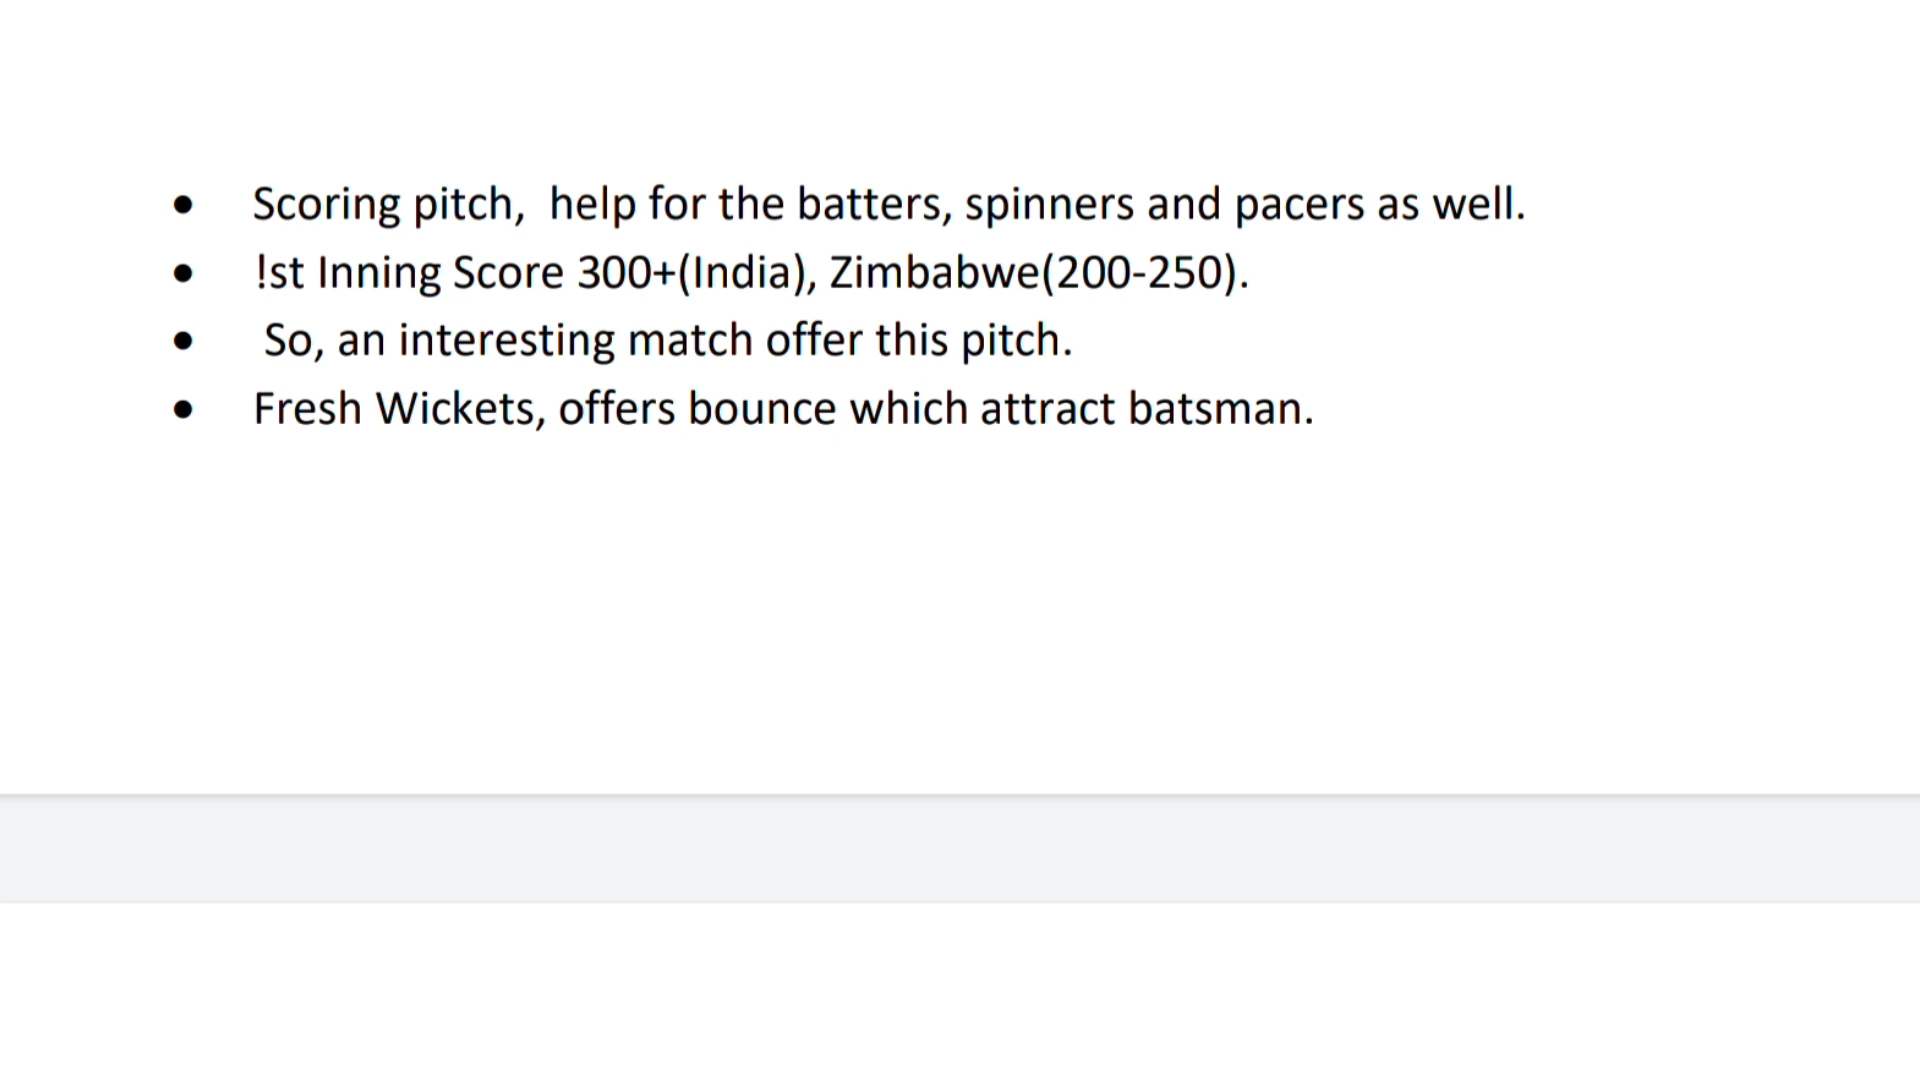 • Scoring pitch,  help for the batters, spinners and pacers as well.
• !st Inning Score 300+(India), Zimbabwe(200-250).
• So, an interesting match offer this pitch.
• Fresh Wickets, offers bounce which attract batsman.